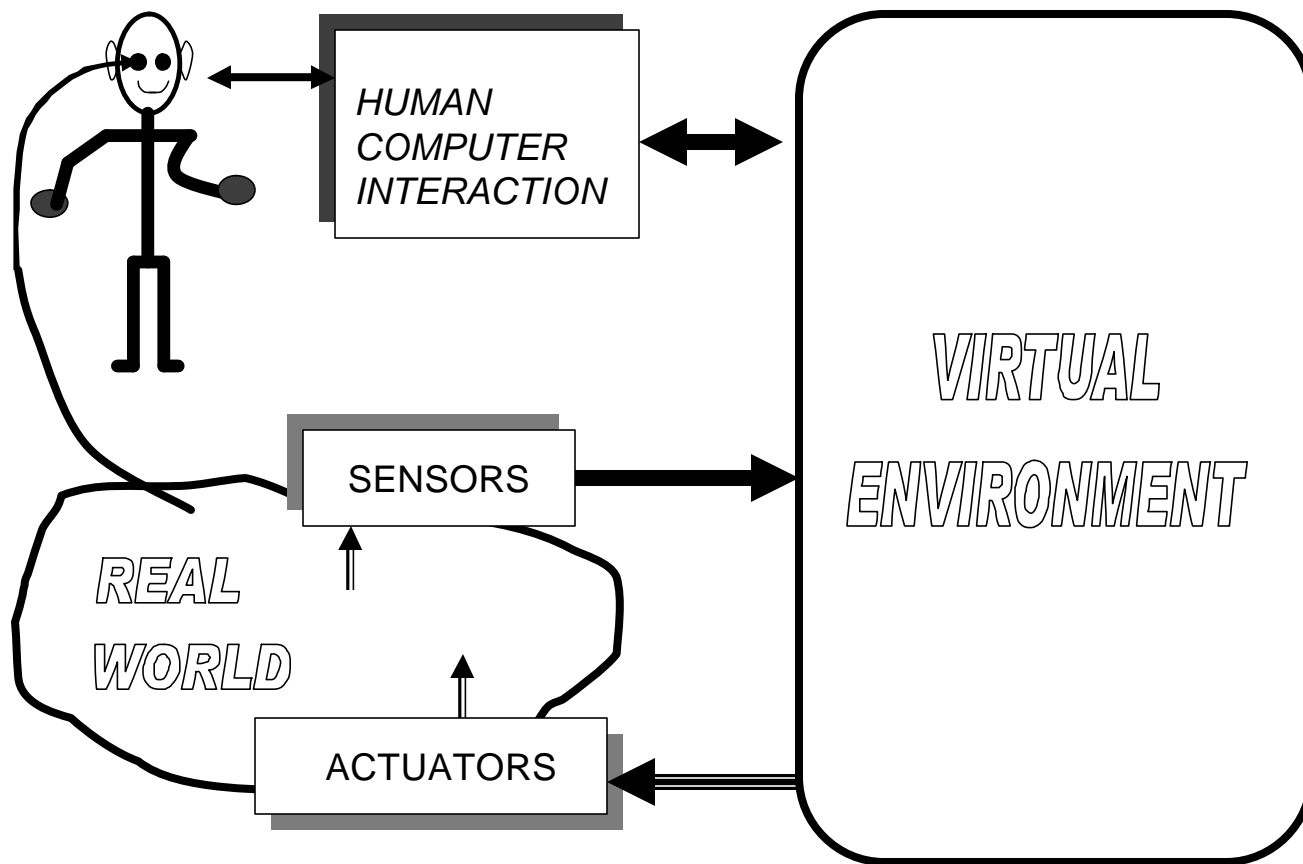 HUMAN
COMPUTER
INTERACTION
VIRTUAL
ENVIRONMENT
SENSORS
REAL
WORLD
ACTUATORS